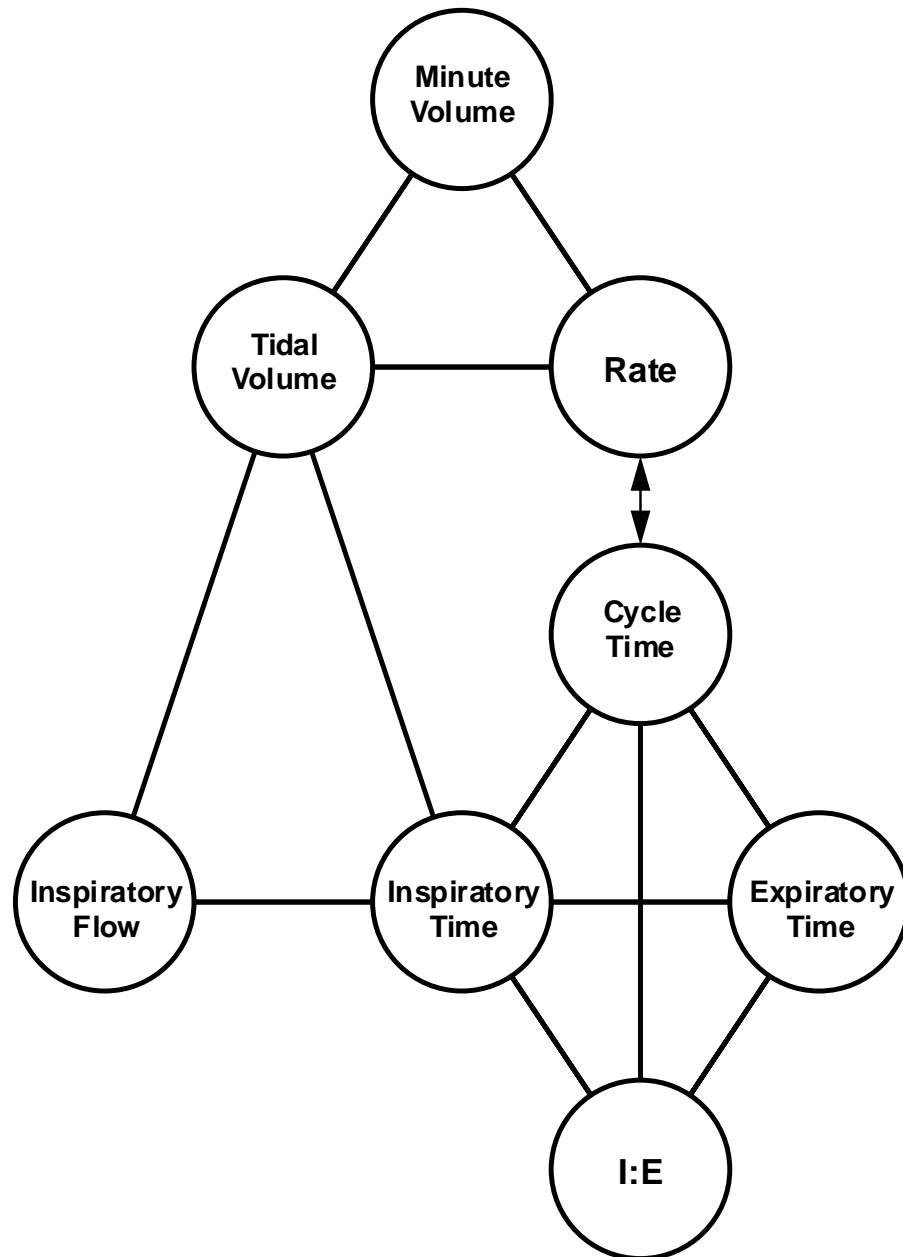 Minute
Volume
Tidal
Volume
Rate
Cycle
Time
Inspiratory
Flow
Inspiratory
Time
Expiratory
Time
I:E